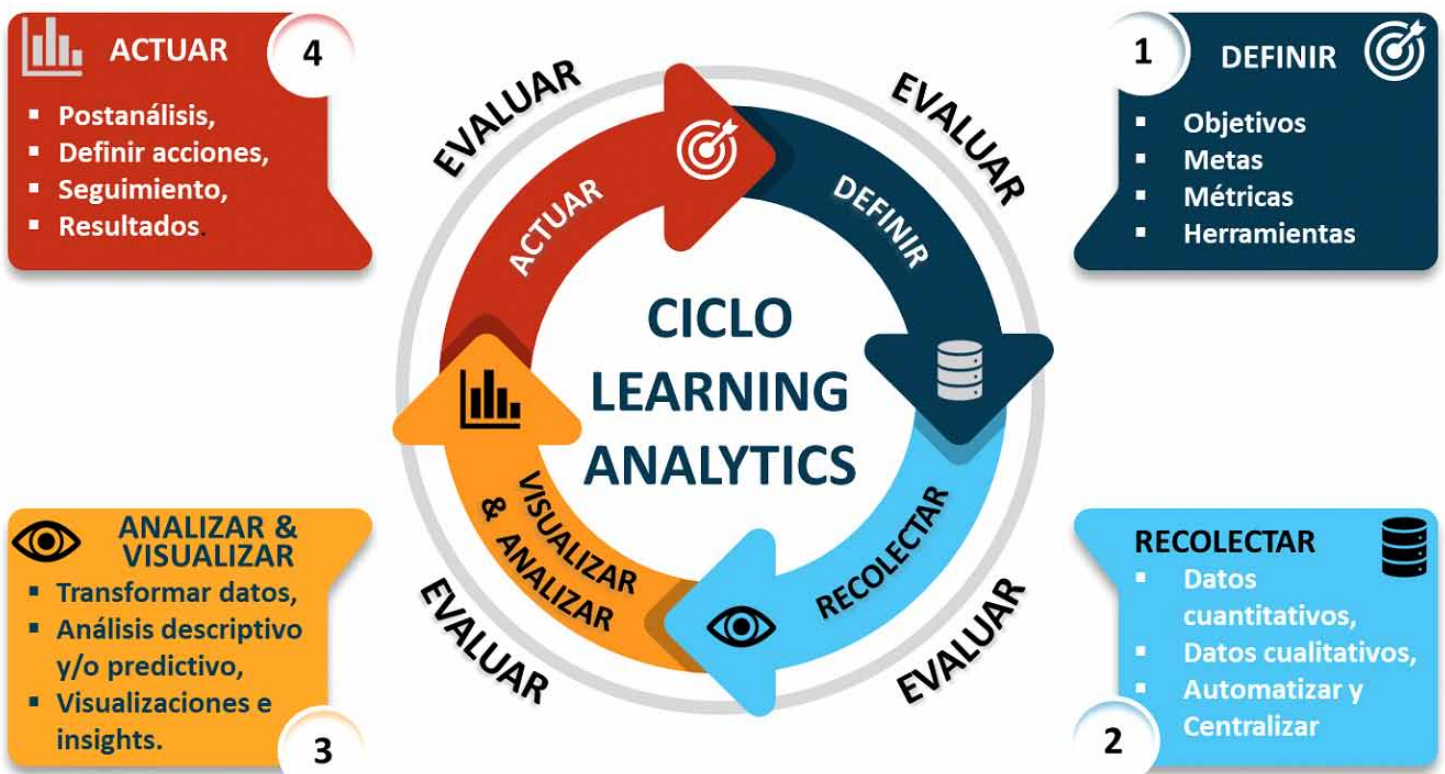 ACTUAR
4
▪ Postanálisis,
▪ Definir acciones,
▪ Seguimiento,
▪ Resultados.
1
DEFINIR
▪ Objetivos
▪ Metas
▪ Métricas
▪ Herramientas
EVALUAR
EVALUAR
ACTUAR
DEFINIR
CICLO
LEARNING
ANALYTICS
VISUALIZAR
& ANALIZAR
RECOLECTAR
EVALUAR
EVALUAR
ANALIZAR &
VISUALIZAR
▪ Transformar datos,
▪ Análisis descriptivo
y/o predictivo,
▪ Visualizaciones e
insights.
3
RECOLECTAR
▪ Datos
cuantitativos,
▪ Datos cualitativos,
▪ Automatizar y
Centralizar
2